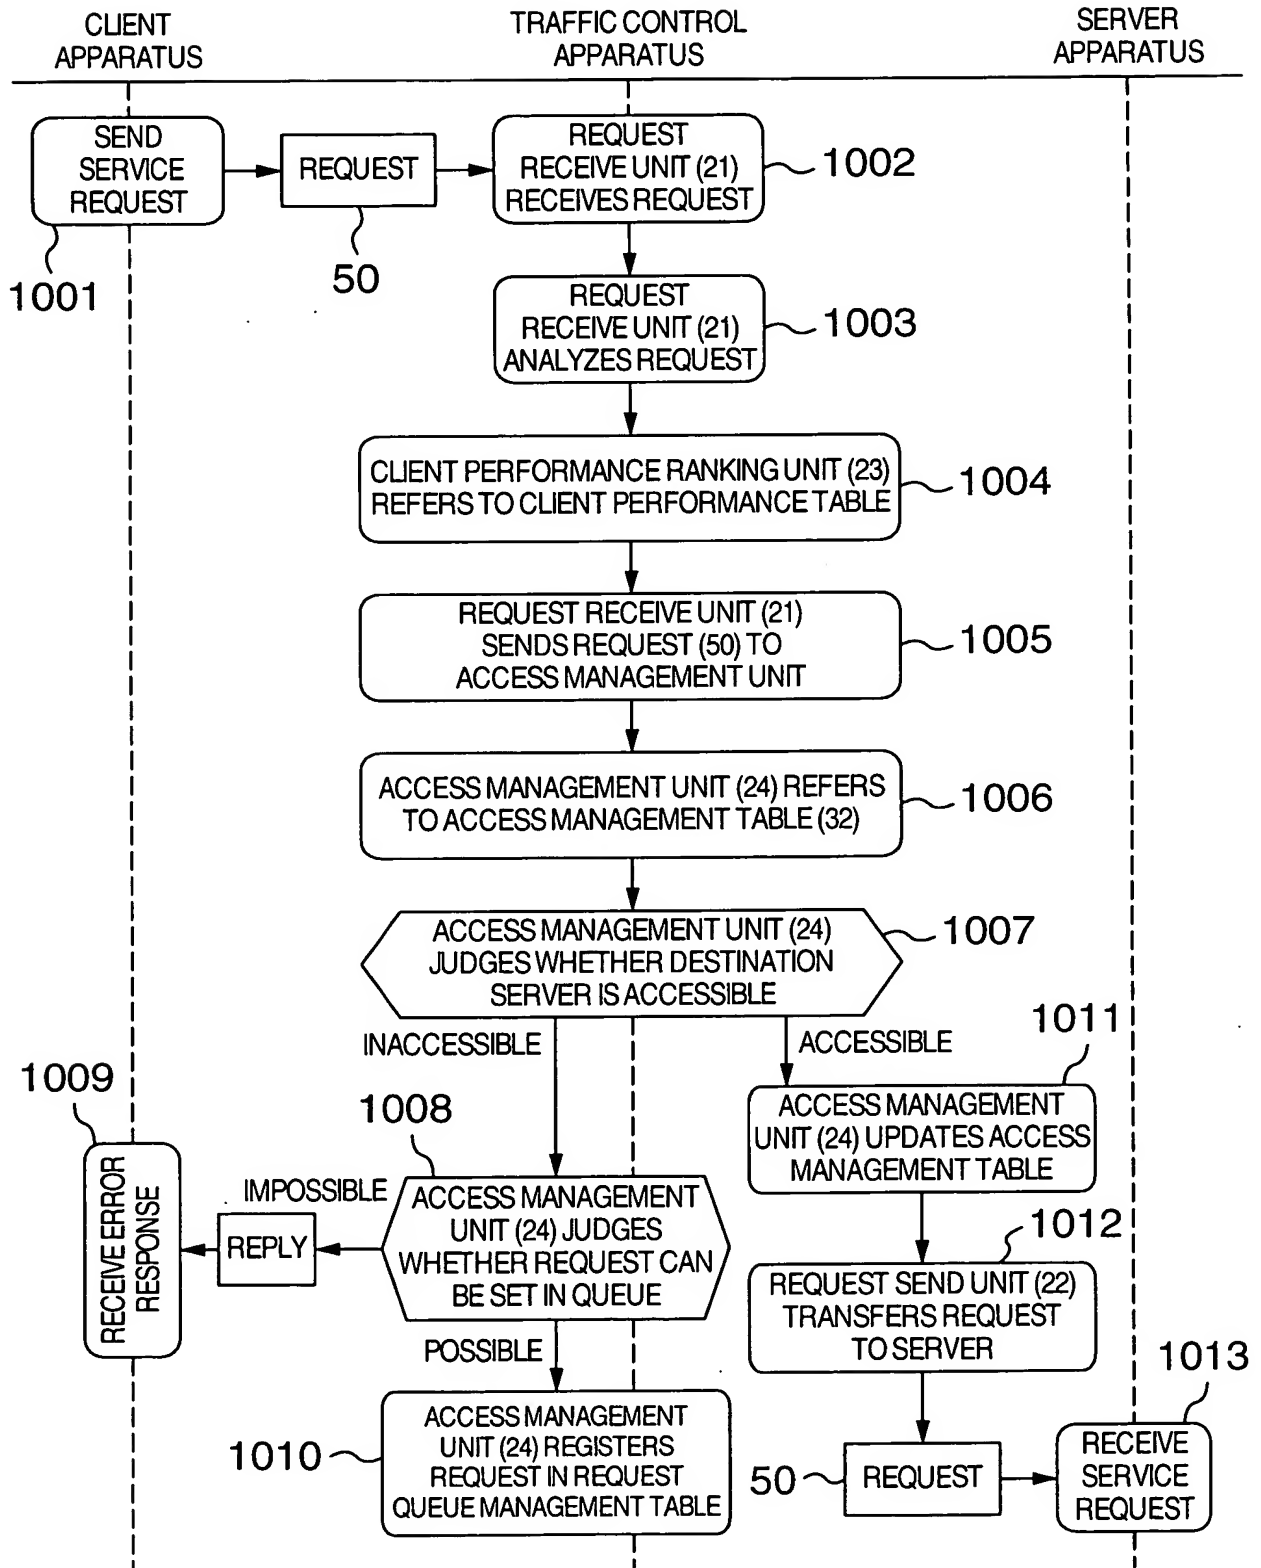 CLIENT
APPARATUS
TRAFFIC CONTROL
APPARATUS
SERVER
APPARATUS
SEND
SERVICE
REQUEST
1001
REQUEST
50
REQUEST
RECEIVE UNIT (21)
RECEIVES REQUEST
1002
REQUEST
RECEIVE UNIT (21)
ANALYZES REQUEST
1003
CLIENT PERFORMANCE RANKING UNIT (23)
REFERS TO CLIENT PERFORMANCE TABLE
1004
REQUEST RECEIVE UNIT (21)
SENDS REQUEST (50) TO
ACCESS MANAGEMENT UNIT
1005
ACCESS MANAGEMENT UNIT (24) REFERS
TO ACCESS MANAGEMENT TABLE (32)
1006
ACCESS MANAGEMENT UNIT (24)
JUDGES WHETHER DESTINATION
SERVER IS ACCESSIBLE
1007
INACCESSIBLE
ACCESSIBLE
1011
ACCESS MANAGEMENT
UNIT (24) UPDATES ACCESS
MANAGEMENT TABLE
1009
RECEIVE ERROR
RESPONSE
1008
IMPOSSIBLE
REPLY
ACCESS MANAGEMENT
UNIT (24) JUDGES
WHETHER REQUEST CAN
BE SET IN QUEUE
1012
REQUEST SEND UNIT (22)
TRANSFERS REQUEST
TO SERVER
POSSIBLE
1010
ACCESS MANAGEMENT
UNIT (24) REGISTERS
REQUEST IN REQUEST
QUEUE MANAGEMENT TABLE
50
REQUEST
1013
RECEIVE
SERVICE
REQUEST